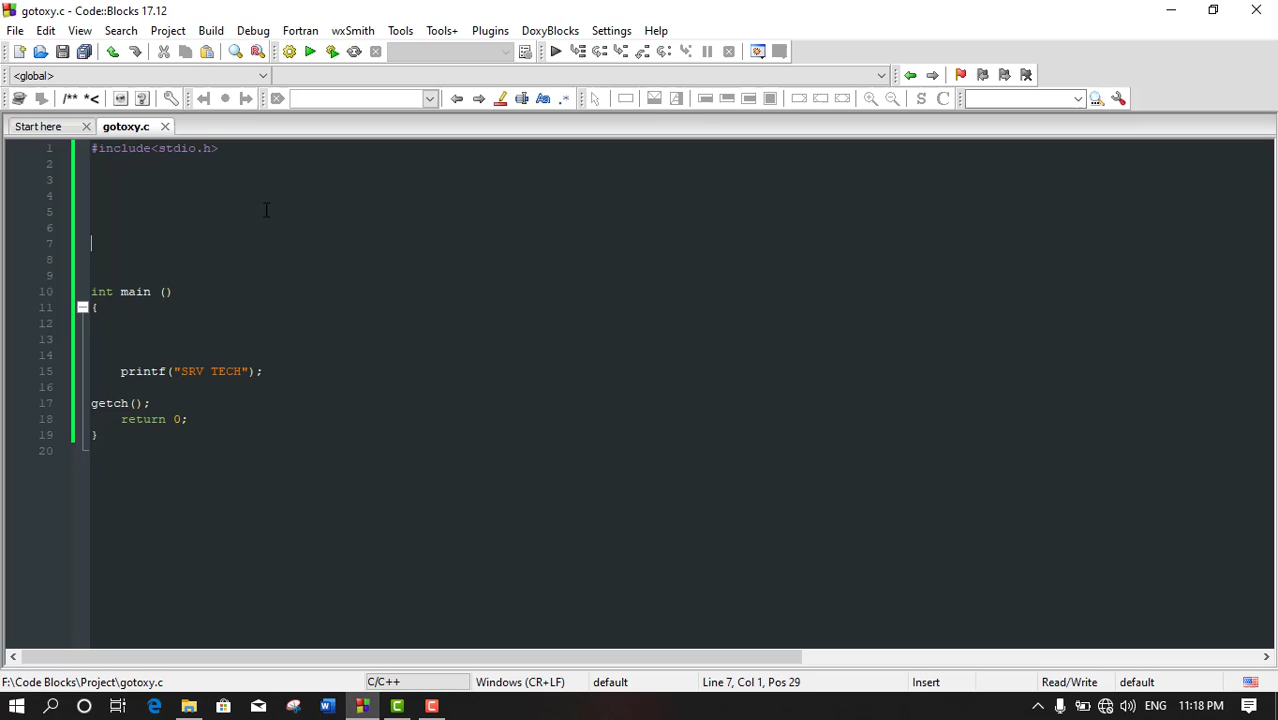 gotoxy.c - Code::Blocks 17.12
File Edit View Search Project Build Debug Fortran wxSmith Tools Tools+ Plugins DoxyBlocks Settings Help
<global>
/** *<
S C
Start here gotoxy.c
1 #include<stdio.h>
2
3
4
5
6
7
8
9
10 int main ()
11 {
12
13
14
15 printf("SRV TECH");
16
17 getch();
18 return 0;
19 }
20
F:\Code Blocks\Project\gotoxy.c C/C++ Windows (CR+LF) default Line 7, Col 1, Pos 29 Insert Read/Write default
ENG 11:18 PM